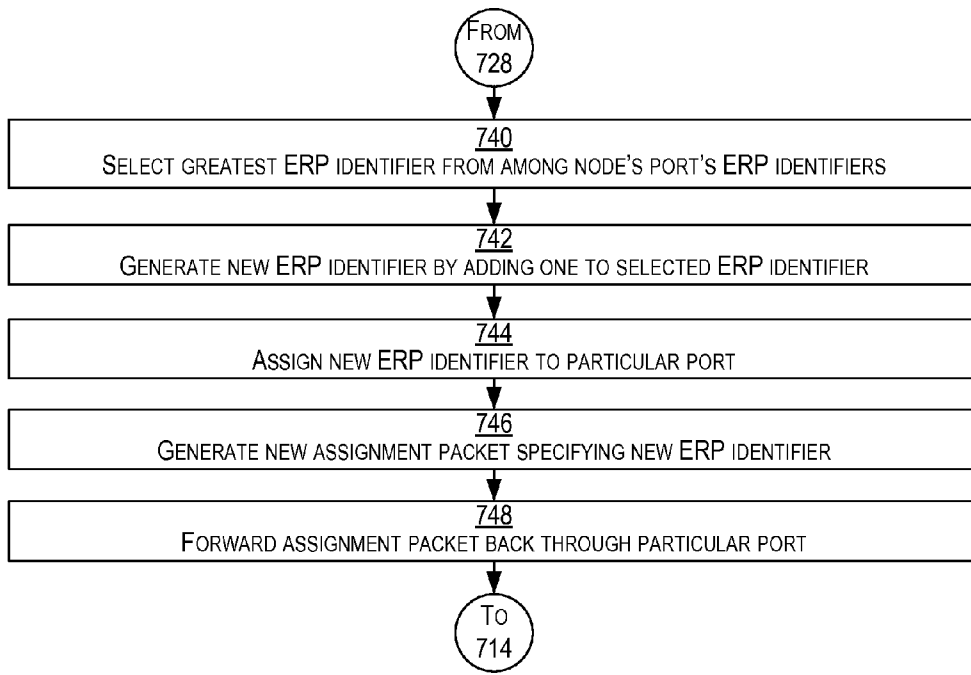 FROM
728
740
SELECT GREATEST ERP IDENTIFIER FROM AMONG NODE'S PORT'S ERP IDENTIFIERS
742
GENERATE NEW ERP IDENTIFIER BY ADDING ONE TO SELECTED ERP IDENTIFIER
744
ASSIGN NEW ERP IDENTIFIER TO PARTICULAR PORT
746
GENERATE NEW ASSIGNMENT PACKET SPECIFYING NEW ERP IDENTIFIER
748
FORWARD ASSIGNMENT PACKET BACK THROUGH PARTICULAR PORT
TO
714